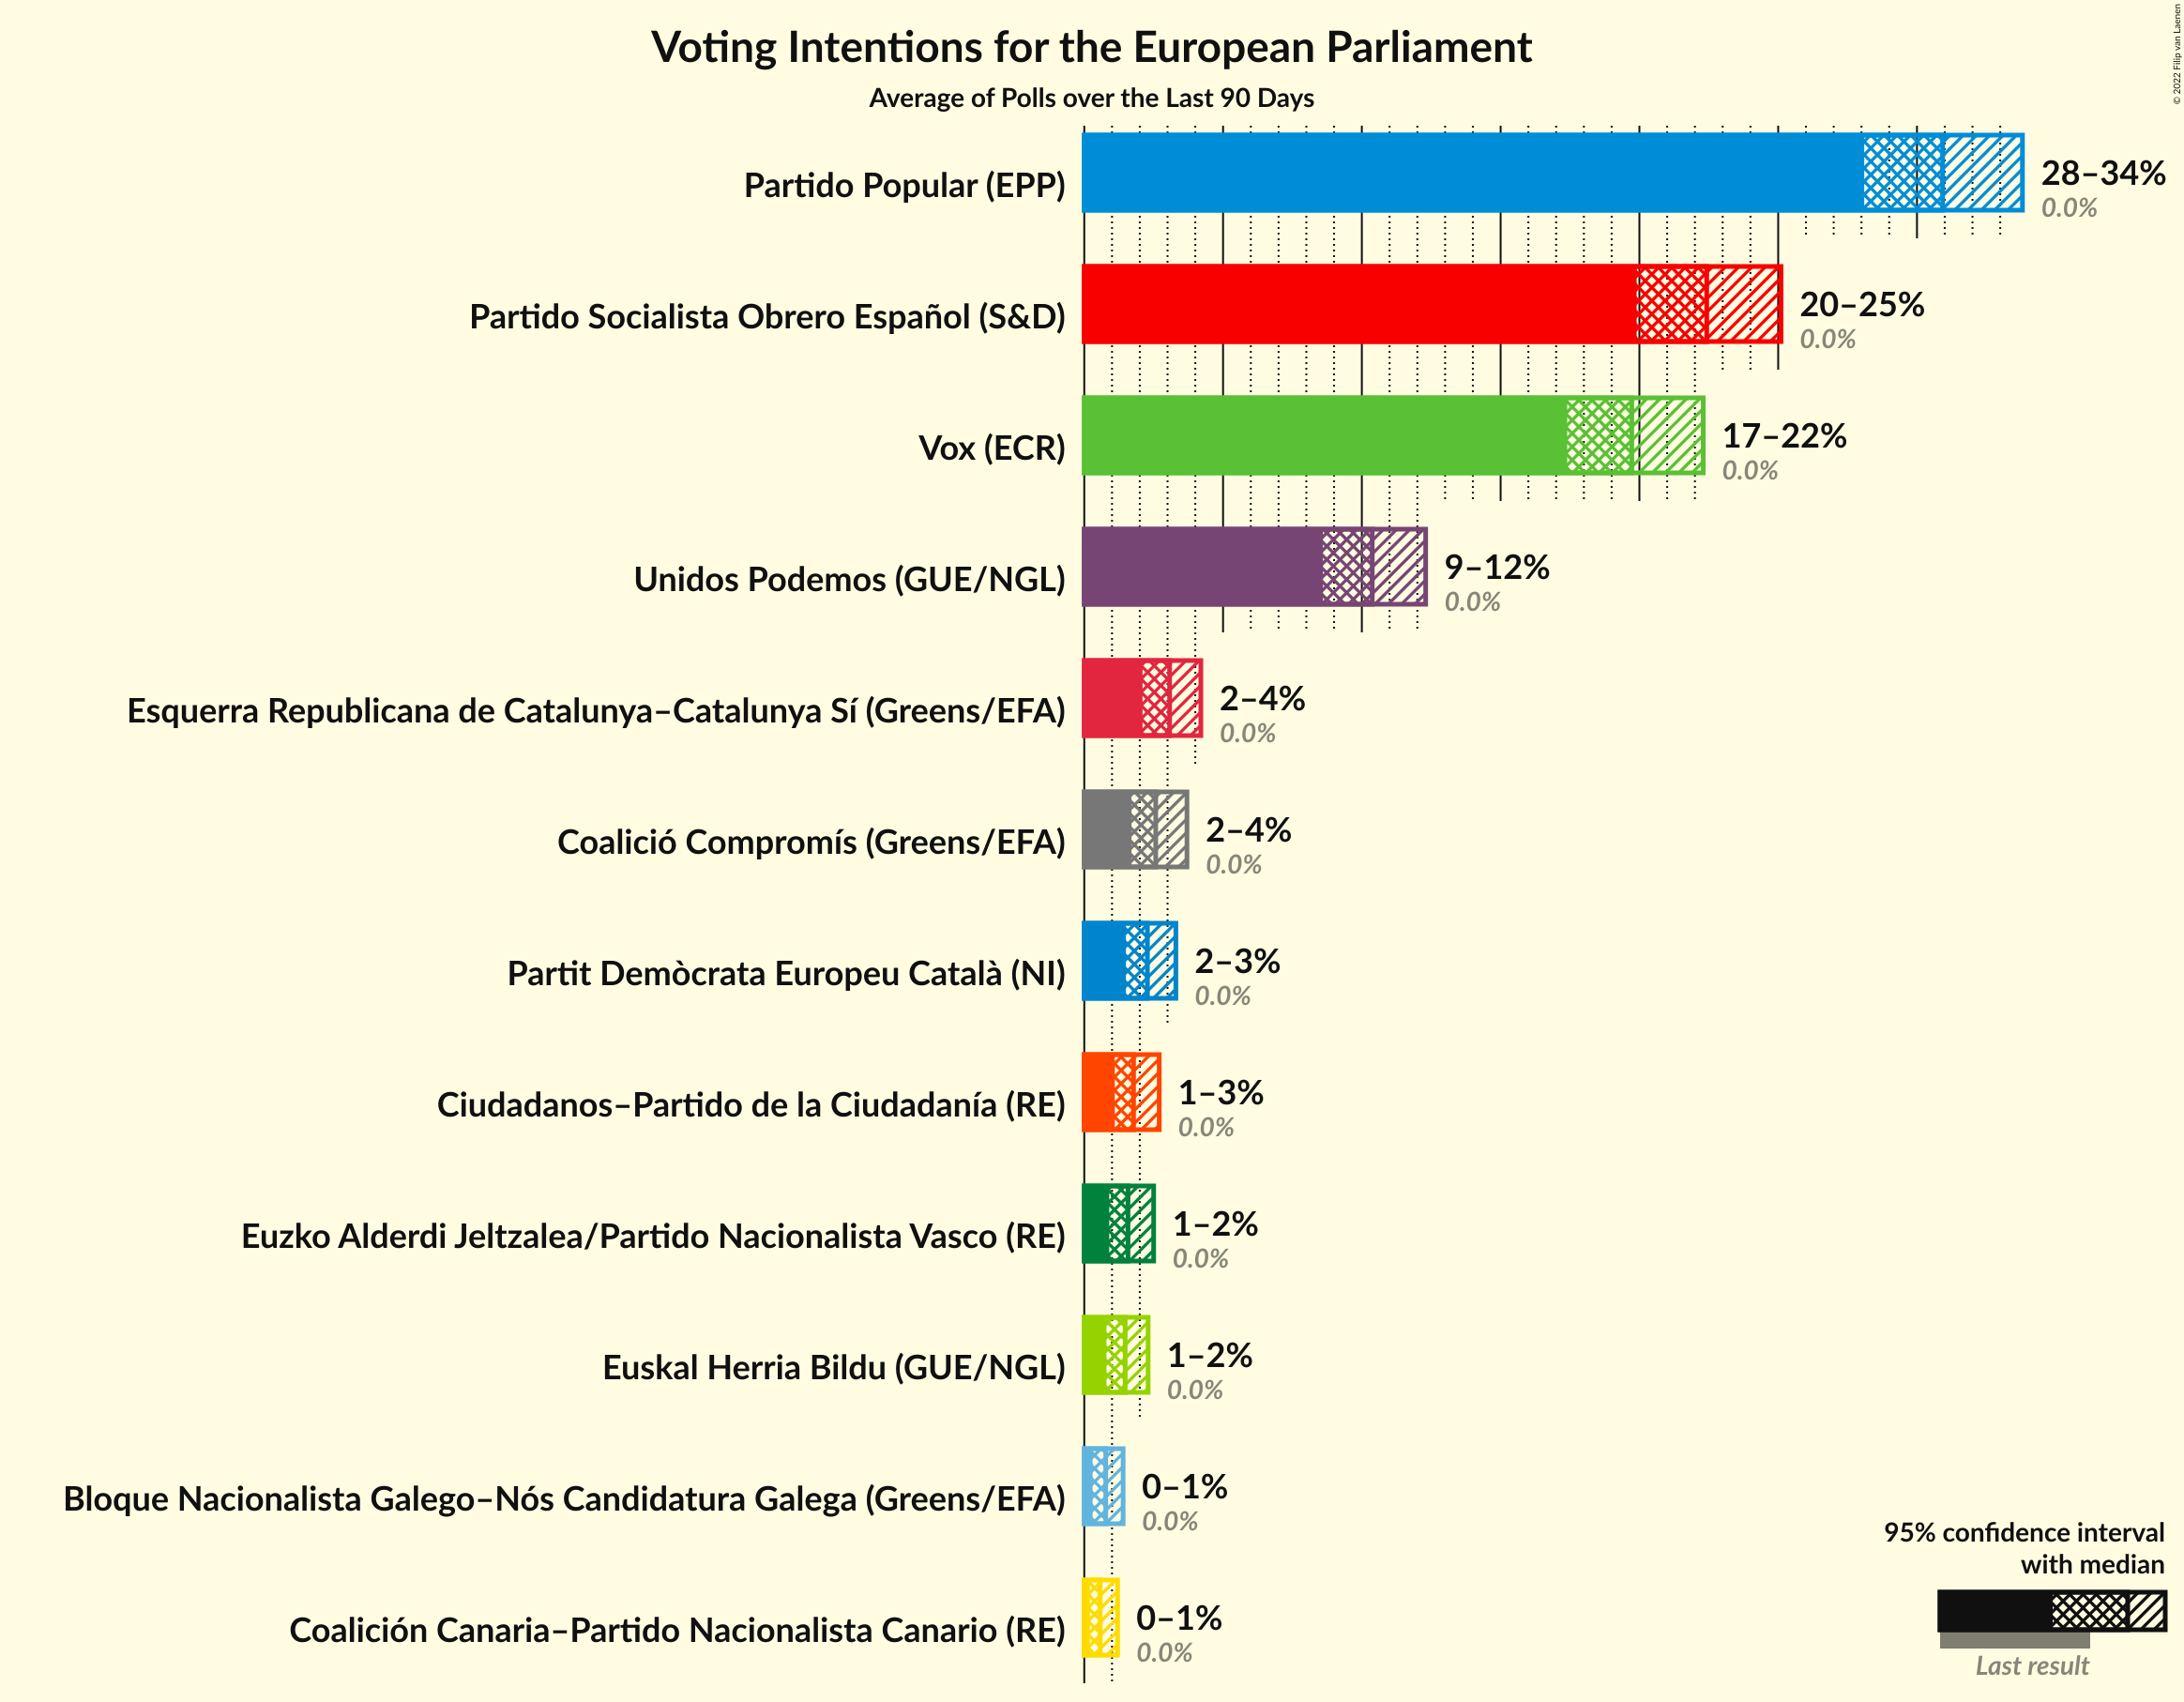 © 2022 Filip van Laenen
Voting Intentions for the European Parliament
Average of Polls over the Last 90 Days
Partido Popular (EPP)
28–34%
0.0%
Partido Socialista Obrero Español (S&D)
20–25%
0.0%
Vox (ECR)
17–22%
0.0%
Unidos Podemos (GUE/NGL)
9–12%
0.0%
Esquerra Republicana de Catalunya–Catalunya Sí (Greens/EFA)
2–4%
0.0%
Coalició Compromís (Greens/EFA)
2–4%
0.0%
Partit Demòcrata Europeu Català (NI)
2–3%
0.0%
Ciudadanos–Partido de la Ciudadanía (RE)
1–3%
0.0%
Euzko Alderdi Jeltzalea/Partido Nacionalista Vasco (RE)
1–2%
0.0%
Euskal Herria Bildu (GUE/NGL)
1–2%
0.0%
Bloque Nacionalista Galego–Nós Candidatura Galega (Greens/EFA)
0–1%
0.0%
Coalición Canaria–Partido Nacionalista Canario (RE)
0–1%
0.0%
95% confidence interval
with median
Last result